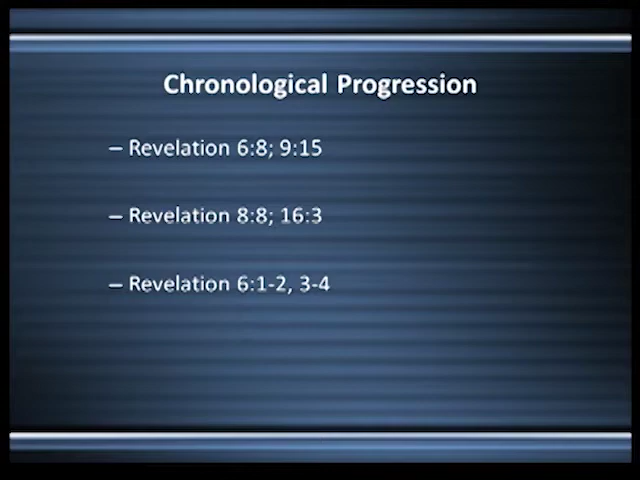 Chronological Progression
– Revelation 6:8; 9:15
– Revelation 8:8; 16:3
– Revelation 6:1-2, 3-4